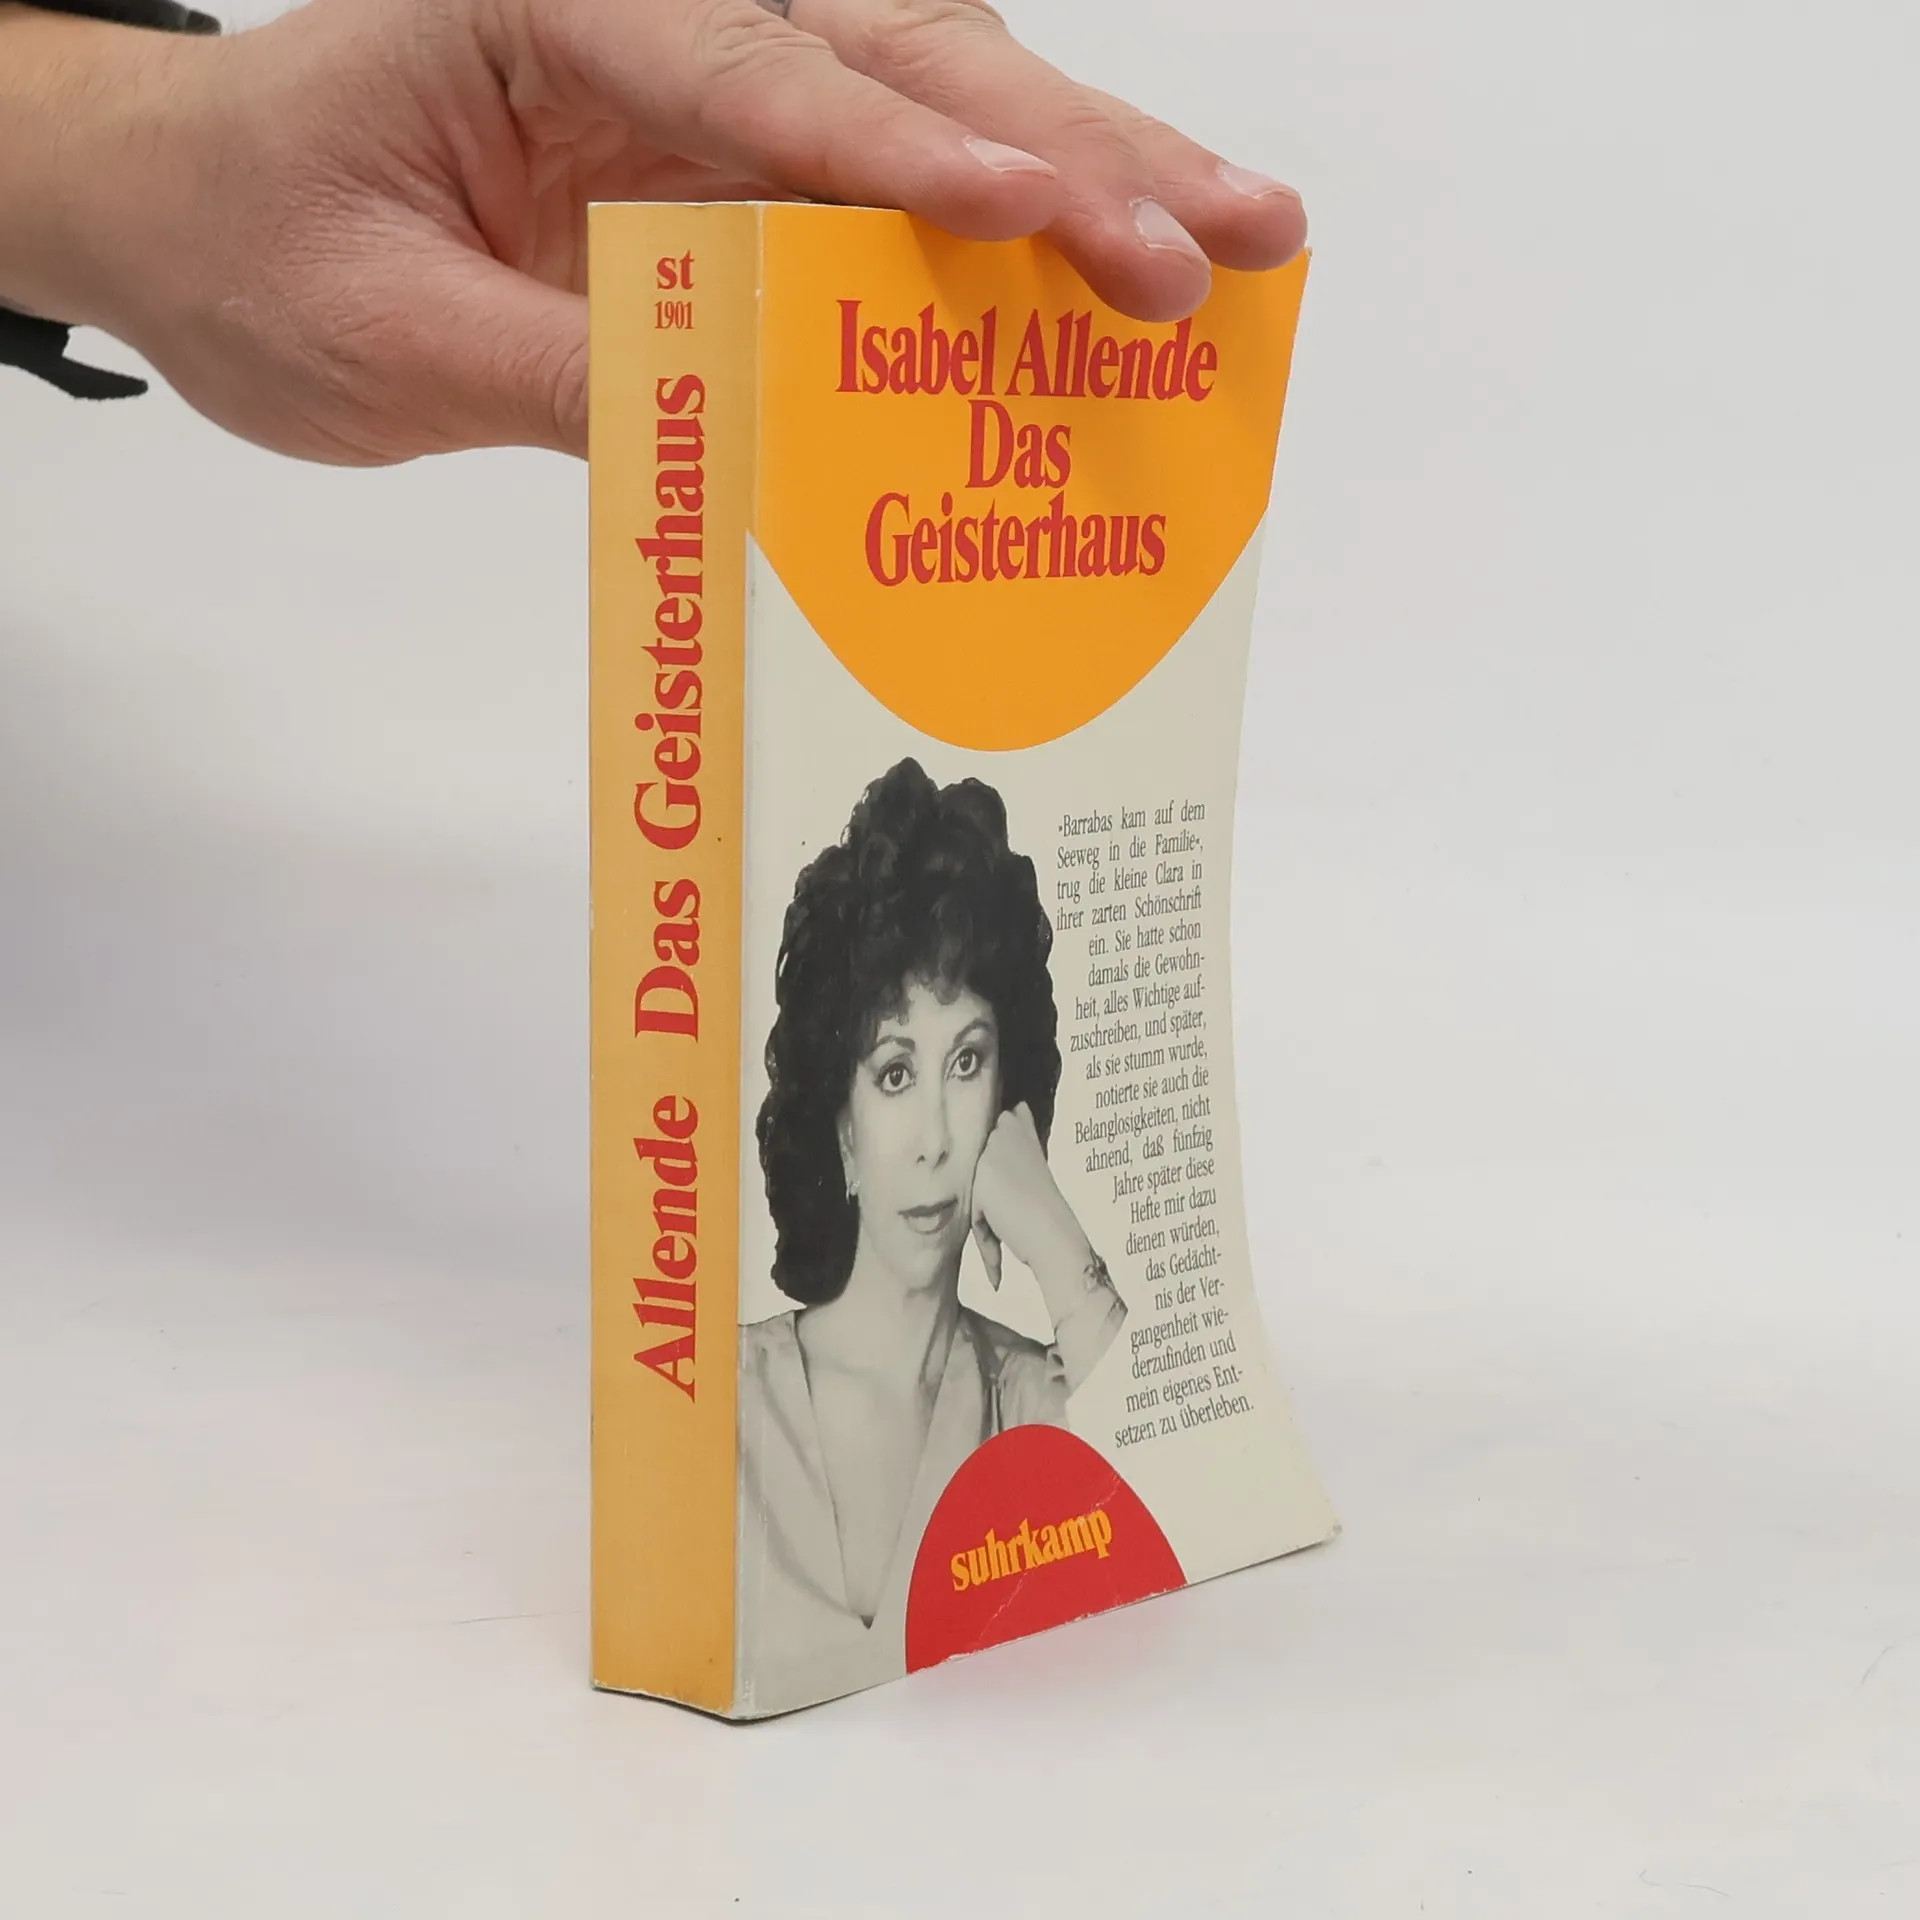 st
1901
Allende Das Geisterhaus
Isabel Allende
Das
Geisterhaus
»Barrabas kam auf dem
Seeweg in die Familie«,
trug die kleine Clara in
ihrer zarten Schönschrift
ein. Sie hatte schon
damals die Gewohn-
heit, alles Wichtige auf-
zuschreiben, und später,
als sie stumm wurde,
notierte sie auch die
Belanglosigkeiten, nicht
ahnend, daß fünfzig
Jahre später diese
Hefte mir dazu
dienen würden,
das Gedächt-
nis der Ver-
gangenheit wie-
derzufinden und
mein eigenes Ent-
setzen zu überleben.
suhrkamp